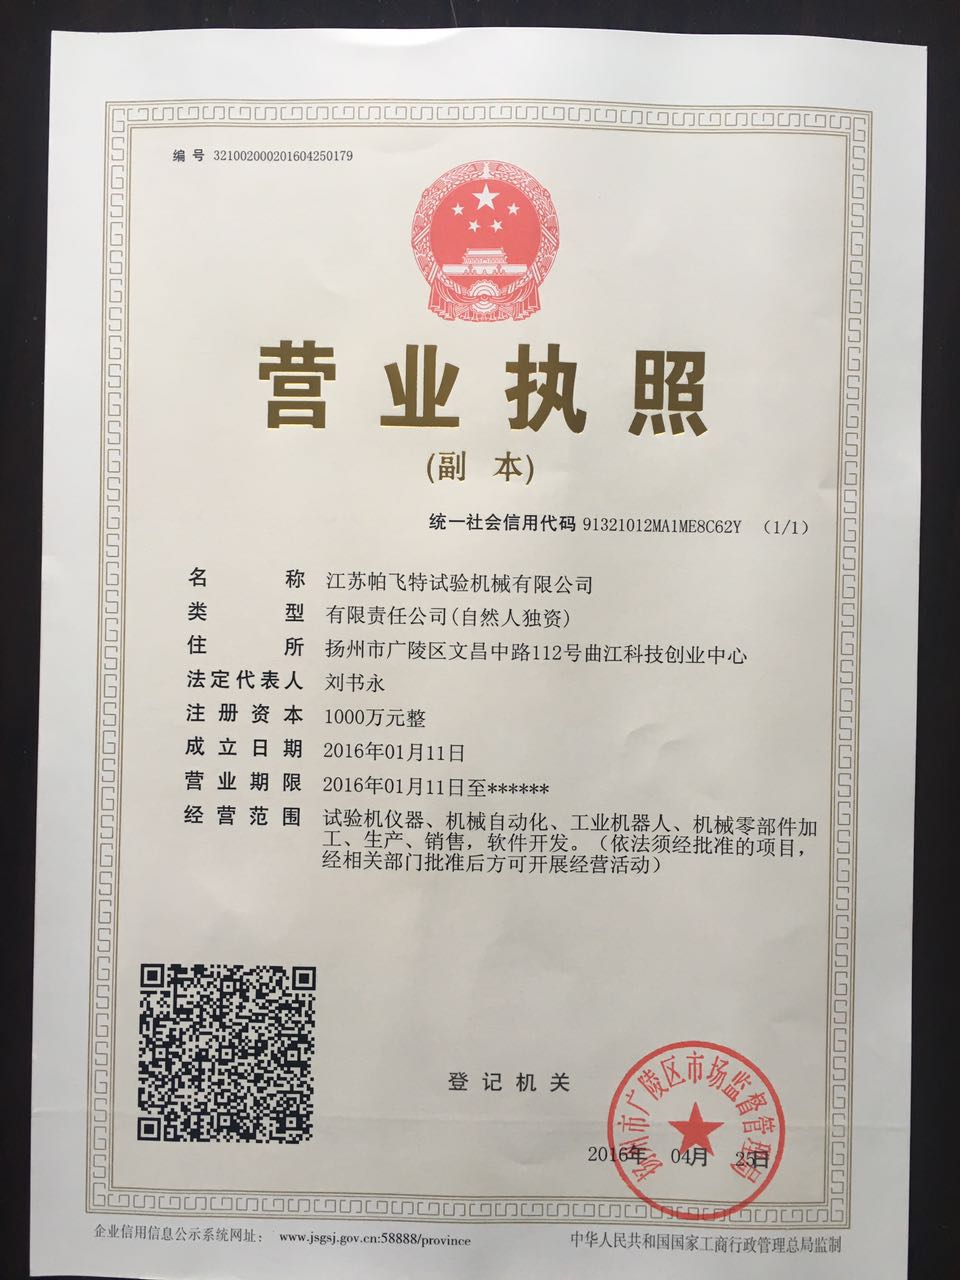 编 号 321002000201604250179
营业执照
(副 本)
统一社会信用代码 91321012MA1ME8C62Y （1/1）
名 称 江苏帕飞特试验机械有限公司
类 型 有限责任公司(自然人独资)
住 所 扬州市广陵区文昌中路112号曲江科技创业中心
法定代表人 刘书永
注册资本 1000万元整
成立日期 2016年01月11日
营业期限 2016年01月11日至******
经营范围 试验机仪器、机械自动化、工业机器人、机械零部件加
工、生产、销售，软件开发。（依法须经批准的项目，
经相关部门批准后方可开展经营活动）
登记机关
扬州市广陵区市场监督管理局
2016年 04月 25日
企业信用信息公示系统网址： www.jsgsj.gov.cn:58888/province
中华人民共和国国家工商行政管理总局监制